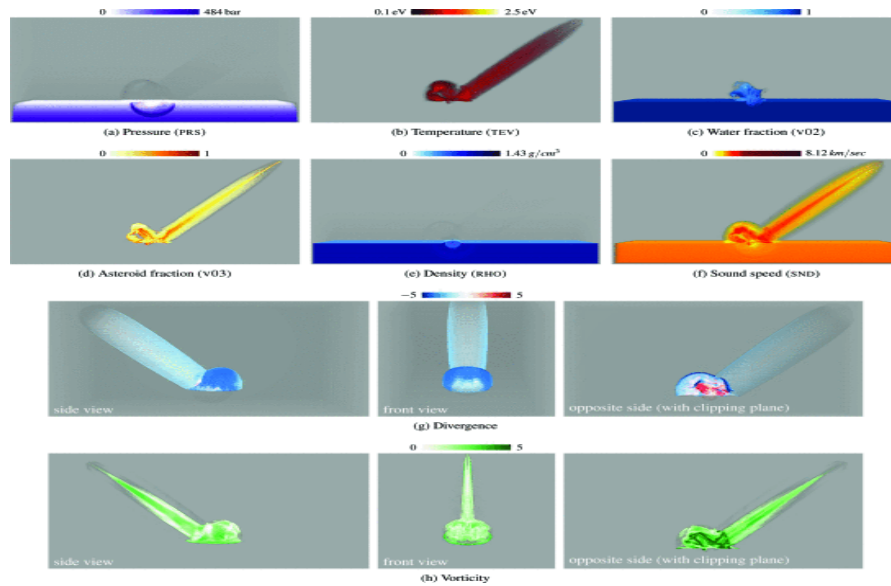 0 484 bar
0.1 eV 2.5 eV
0 1
(a) Pressure (PRS)
(b) Temperature (TEV)
(c) Water fraction (V02)
0 1
0 1.43 g/cm³
0 8.12 km/sec
(d) Asteroid fraction (V03)
(e) Density (RHO)
(f) Sound speed (SND)
−5 5
side view
front view
opposite side (with clipping plane)
(g) Divergence
0 5
side view
front view
opposite side (with clipping plane)
(h) Vorticity